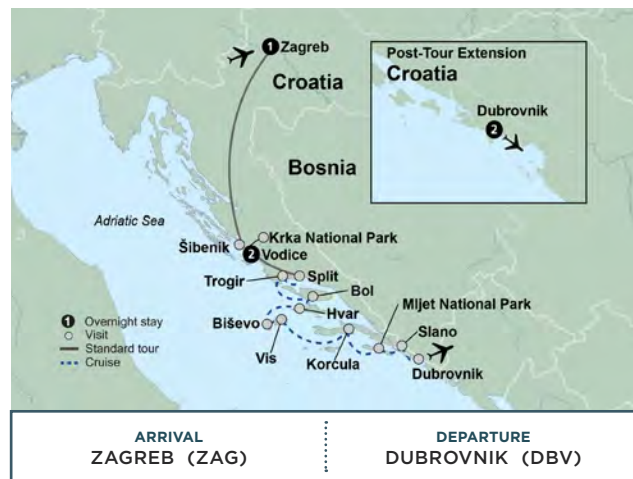 1 Zagreb
Croatia
Post-Tour Extension
Croatia
Dubrovnik
2
Bosnia
Adriatic Sea
Krka National Park
Šibenik
2 Vodice
Trogir
Split
Bol
Mljet National Park
Hvar
Slano
Biševo
Vis
Korcula
Dubrovnik
1 Overnight stay
Visit
Standard tour
Cruise
ARRIVAL
ZAGREB (ZAG)
DEPARTURE
DUBROVNIK (DBV)